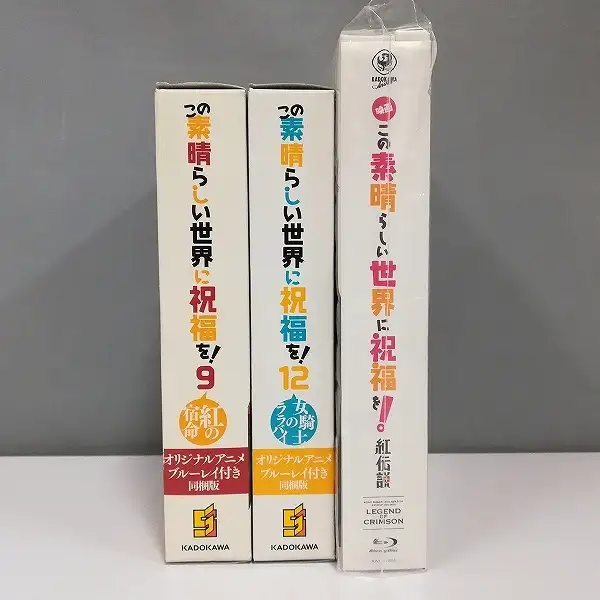 この素晴らしい世界に祝福を!
9
紅の
宿命
オリジナルアニメ
ブルーレイ付き
同梱版
KADOKAWA
この素晴らしい世界に祝福を!
12
女騎士
の
ララバイ
オリジナルアニメ
ブルーレイ付き
同梱版
KADOKAWA
KADOKAWA
映画
この素晴らしい世界に祝福を!
紅伝説
LEGEND
OF
CRIMSON